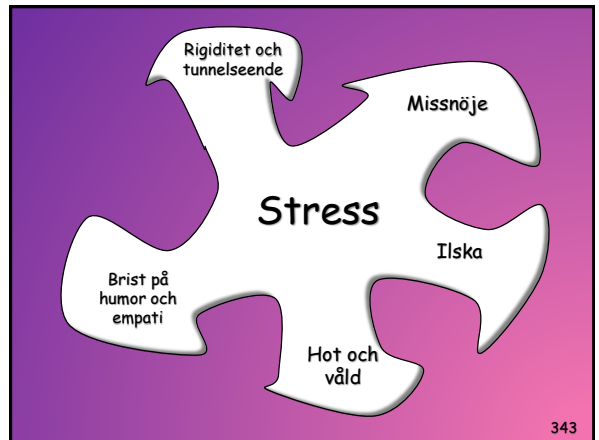 Rigiditet och
tunnelseende
Missnöje
Stress
Ilska
Brist på
humor och
empati
Hot och
våld
343